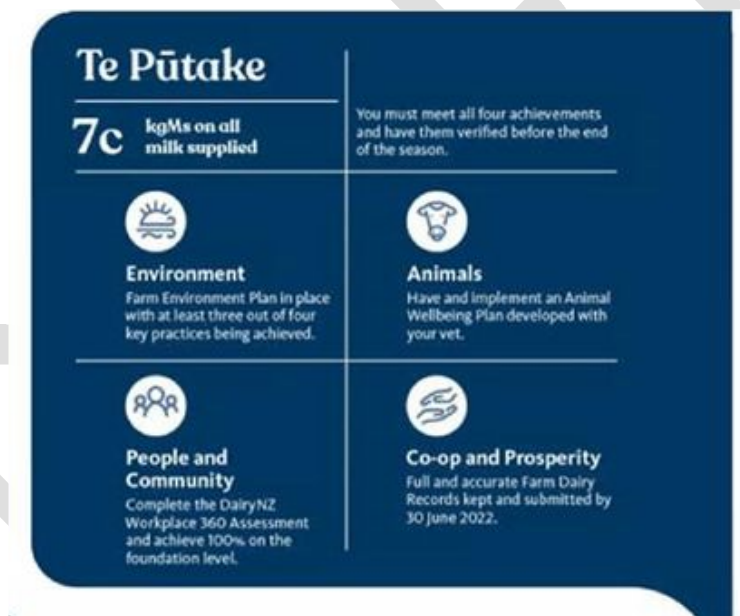 Te Pūtake
7c
kgMs on all
milk supplied
You must meet all four achievements
and have them verified before the end
of the season.
Environment
Farm Environment Plan in place
with at least three out of four
key practices being achieved.
Animals
Have and implement an Animal
Wellbeing Plan developed with
your vet.
People and
Community
Complete the DairyNZ
Workplace 360 Assessment
and achieve 100% on the
foundation level.
Co-op and Prosperity
Full and accurate Farm Dairy
Records kept and submitted by
30 June 2022.